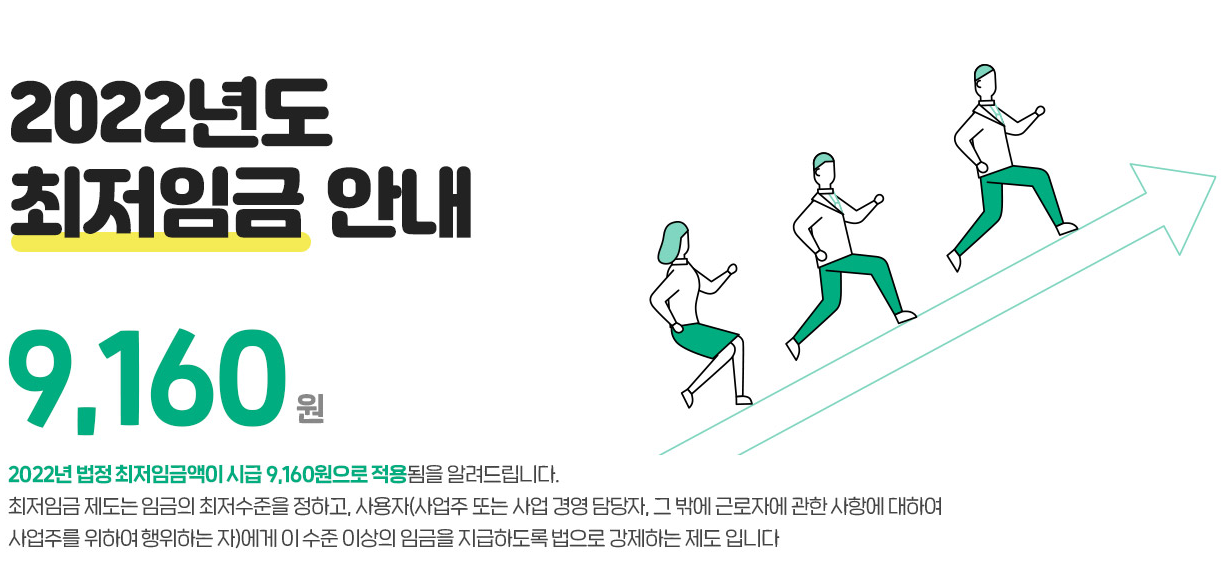 2022년도
최저임금 안내
9,160 원
2022년 법정 최저임금액이 시급 9,160원으로 적용됨을 알려드립니다.
최저임금 제도는 임금의 최저수준을 정하고, 사용자(사업주 또는 사업 경영 담당자, 그 밖에 근로자에 관한 사항에 대하여
사업주를 위하여 행위하는 자)에게 이 수준 이상의 임금을 지급하도록 법으로 강제하는 제도 입니다